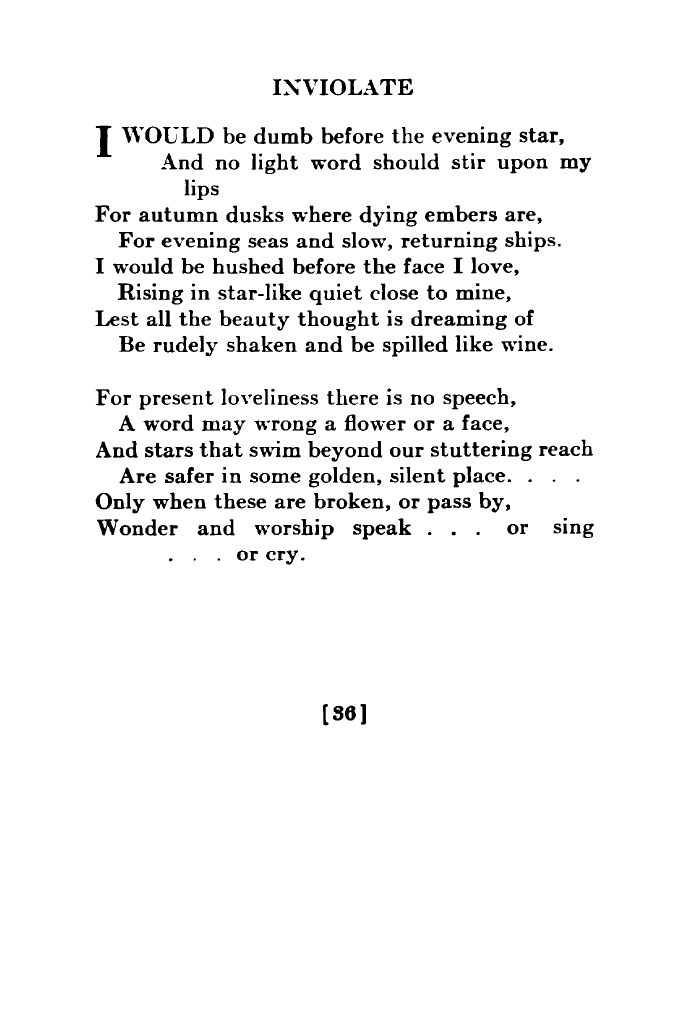 INVIOLATE
I WOULD be dumb before the evening star,
And no light word should stir upon my
lips
For autumn dusks where dying embers are,
For evening seas and slow, returning ships.
I would be hushed before the face I love,
Rising in star-like quiet close to mine,
Lest all the beauty thought is dreaming of
Be rudely shaken and be spilled like wine.
For present loveliness there is no speech,
A word may wrong a flower or a face,
And stars that swim beyond our stuttering reach
Are safer in some golden, silent place. . . .
Only when these are broken, or pass by,
Wonder and worship speak . . . or sing
. . . or cry.
[36]